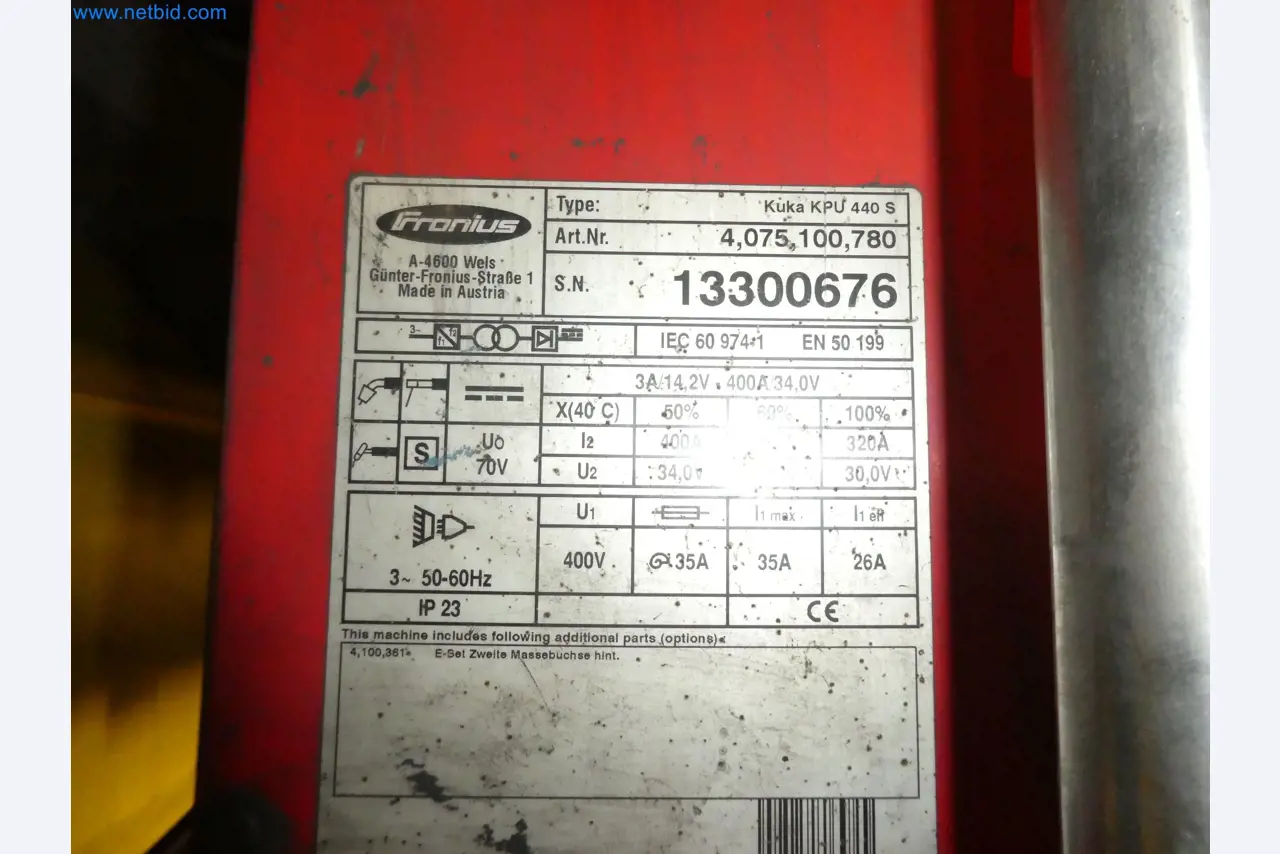 www.netbid.com
Fronius
A-4600 Wels
Günter-Fronius-Straße 1
Made in Austria
Type: Kuka KPU 440 S
Art.Nr. 4,075,100,780
S.N. 13300676
3~ f1 f2
IEC 60 974-1 EN 50 199
3A/14,2V - 400A/34,0V
X(40°C) 50% 60% 100%
S
U0
70V
I2 400A 320A
U2 34,0V 30,0V
U1 I1 max I1 eff
3~ 50-60Hz
400V 35A 35A 26A
IP 23 CE
This machine includes following additional parts (options):
4,100,361 E-Set Zweite Massebuchse hint.